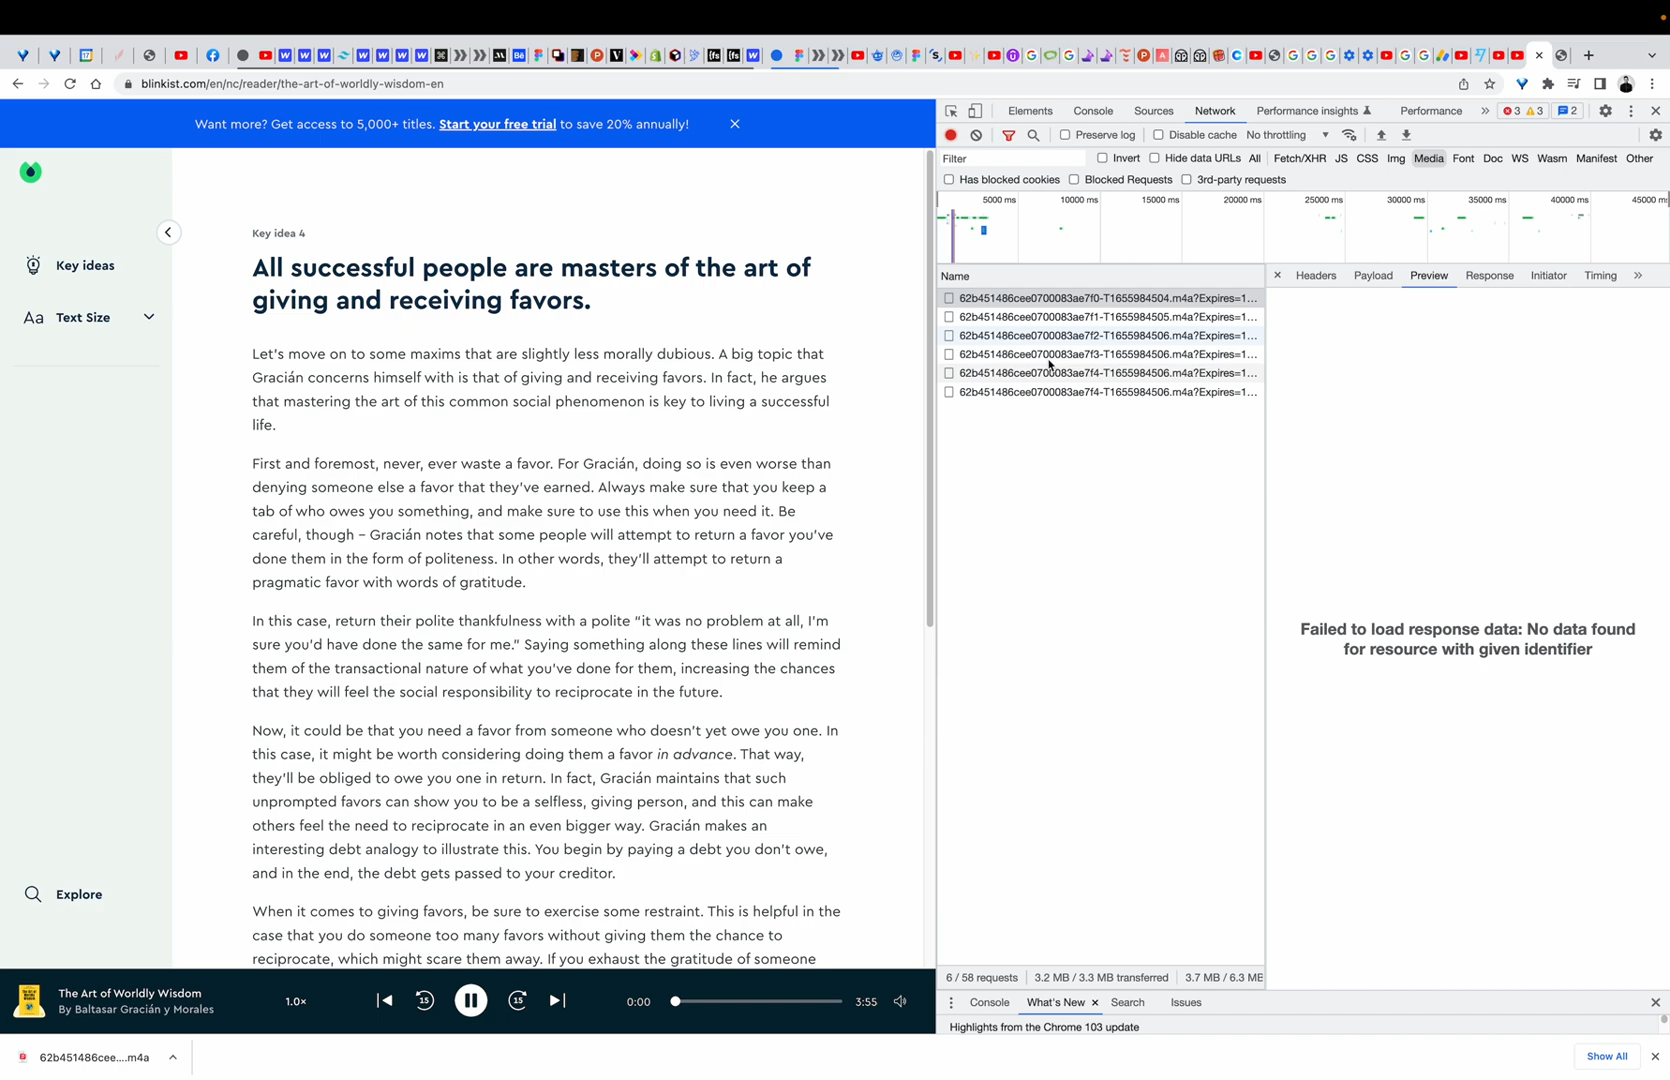 blinkist.com/en/nc/reader/the-art-of-worldly-wisdom-en
Want more? Get access to 5,000+ titles. Start your free trial to save 20% annually!
Key ideas
Aa Text Size
Explore
Key idea 4
All successful people are masters of the art of
giving and receiving favors.
Let's move on to some maxims that are slightly less morally dubious. A big topic that
Gracián concerns himself with is that of giving and receiving favors. In fact, he argues
that mastering the art of this common social phenomenon is key to living a successful
life.
First and foremost, never, ever waste a favor. For Gracián, doing so is even worse than
denying someone else a favor that they've earned. Always make sure that you keep a
tab of who owes you something, and make sure to use this when you need it. Be
careful, though – Gracián notes that some people will attempt to return a favor you've
done them in the form of politeness. In other words, they'll attempt to return a
pragmatic favor with words of gratitude.
In this case, return their polite thankfulness with a polite "it was no problem at all, I'm
sure you'd have done the same for me." Saying something along these lines will remind
them of the transactional nature of what you've done for them, increasing the chances
that they will feel the social responsibility to reciprocate in the future.
Now, it could be that you need a favor from someone who doesn't yet owe you one. In
this case, it might be worth considering doing them a favor in advance. That way,
they'll be obliged to owe you one in return. In fact, Gracián maintains that such
unprompted favors can show you to be a selfless, giving person, and this can make
others feel the need to reciprocate in an even bigger way. Gracián makes an
interesting debt analogy to illustrate this. You begin by paying a debt you don't owe,
and in the end, the debt gets passed to your creditor.
When it comes to giving favors, be sure to exercise some restraint. This is helpful in the
case that you do someone too many favors without giving them the chance to
reciprocate, which might scare them away. If you exhaust the gratitude of someone
The Art of Worldly Wisdom
By Baltasar Gracián y Morales
1.0×
15
15
0:00
3:55
62b451486cee....m4a
Show All
Elements Console Sources Network Performance insights Performance » 3 3 2
Preserve log Disable cache No throttling
Filter Invert Hide data URLs All Fetch/XHR JS CSS Img Media Font Doc WS Wasm Manifest Other
Has blocked cookies Blocked Requests 3rd-party requests
5000 ms 10000 ms 15000 ms 20000 ms 25000 ms 30000 ms 35000 ms 40000 ms 45000 m
Name
62b451486cee0700083ae7f0-T1655984504.m4a?Expires=1...
62b451486cee0700083ae7f1-T1655984505.m4a?Expires=1...
62b451486cee0700083ae7f2-T1655984506.m4a?Expires=1...
62b451486cee0700083ae7f3-T1655984506.m4a?Expires=1...
62b451486cee0700083ae7f4-T1655984506.m4a?Expires=1...
62b451486cee0700083ae7f4-T1655984506.m4a?Expires=1...
Headers Payload Preview Response Initiator Timing »
Failed to load response data: No data found
for resource with given identifier
6 / 58 requests 3.2 MB / 3.3 MB transferred 3.7 MB / 6.3 MB
Console What's New Search Issues
Highlights from the Chrome 103 update